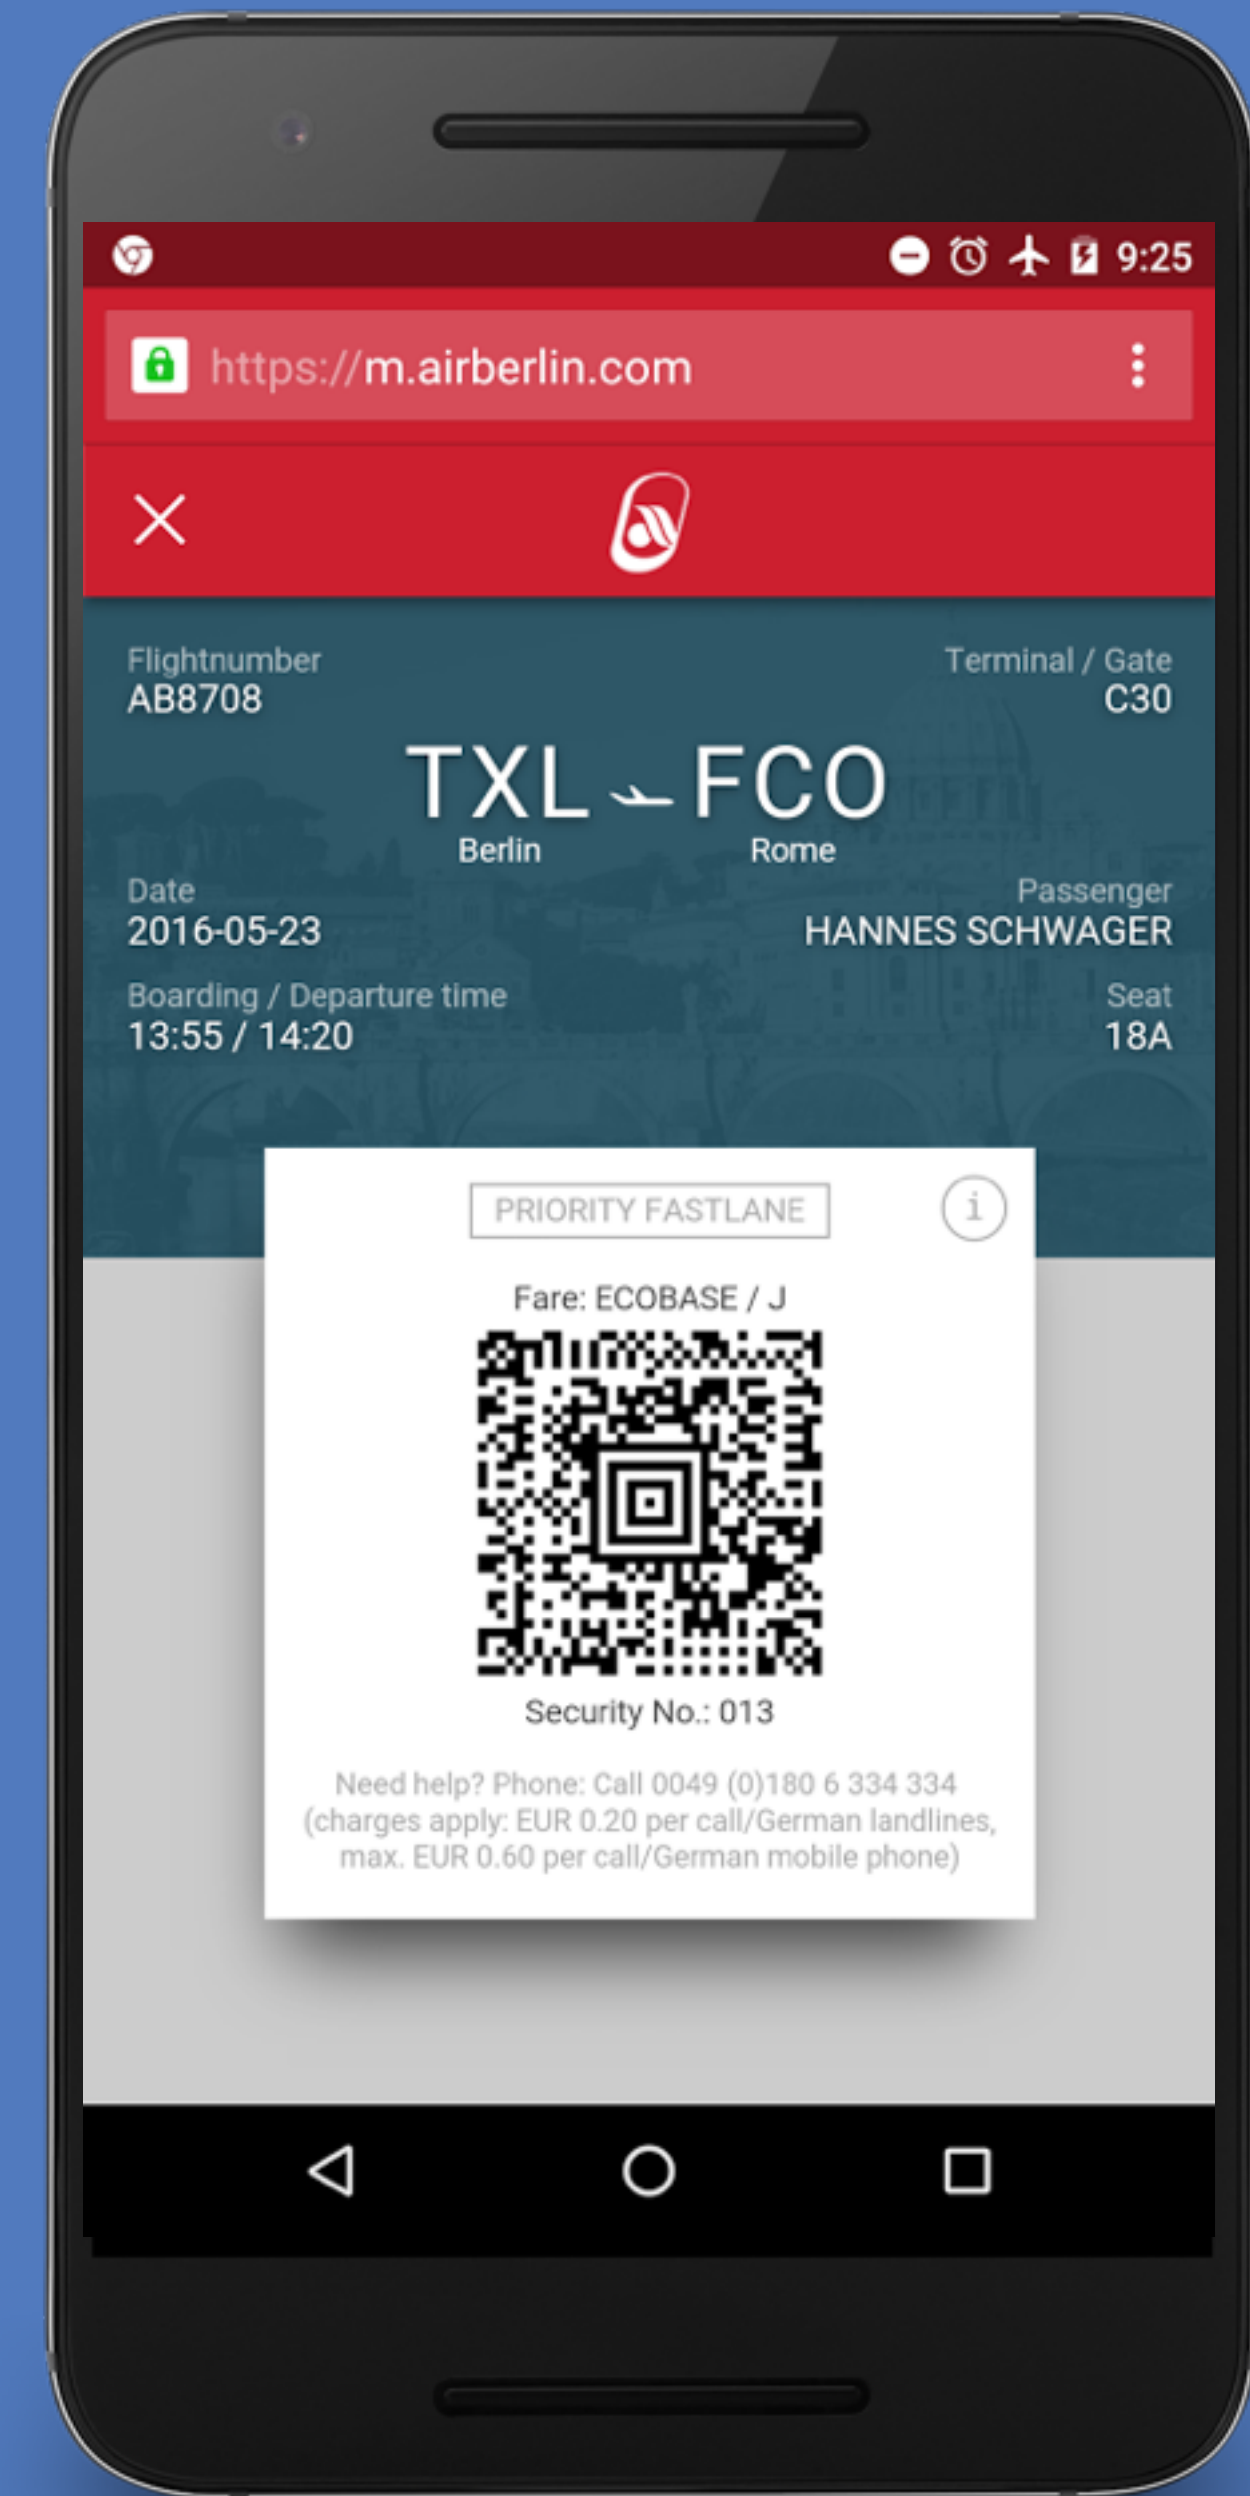 9:25
https://m.airberlin.com
Flightnumber
AB8708
Terminal / Gate
C30
TXL FCO
Berlin Rome
Date
2016-05-23
Passenger
HANNES SCHWAGER
Boarding / Departure time
13:55 / 14:20
Seat
18A
PRIORITY FASTLANE
i
Fare: ECOBASE / J
Security No.: 013
Need help? Phone: Call 0049 (0)180 6 334 334
(charges apply: EUR 0.20 per call/German landlines,
max. EUR 0.60 per call/German mobile phone)